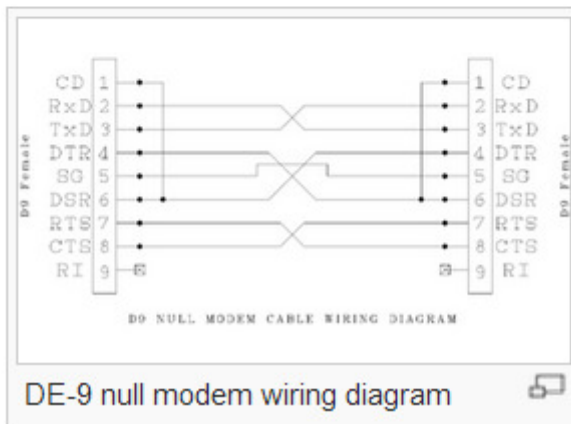 CD 1 1 CD
RxD 2 2 RxD
TxD 3 3 TxD
DTR 4 4 DTR
SG 5 5 SG
DSR 6 6 DSR
RTS 7 7 RTS
CTS 8 8 CTS
RI 9 9 RI
D9 Female
D9 Female
D9 NULL MODEM CABLE WIRING DIAGRAM
DE-9 null modem wiring diagram